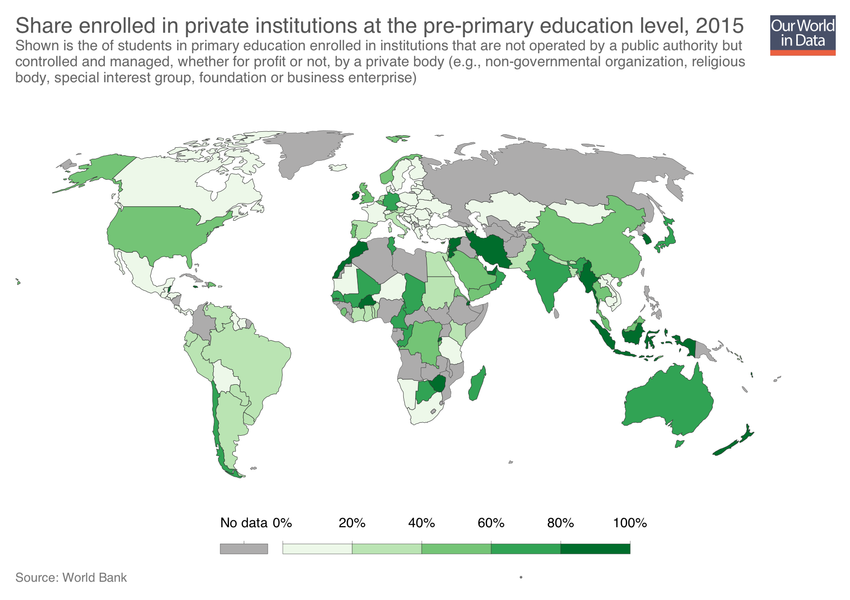 Share enrolled in private institutions at the pre-primary education level, 2015
Our World
in Data
Shown is the of students in primary education enrolled in institutions that are not operated by a public authority but
controlled and managed, whether for profit or not, by a private body (e.g., non-governmental organization, religious
body, special interest group, foundation or business enterprise)
No data 0% 20% 40% 60% 80% 100%
Source: World Bank